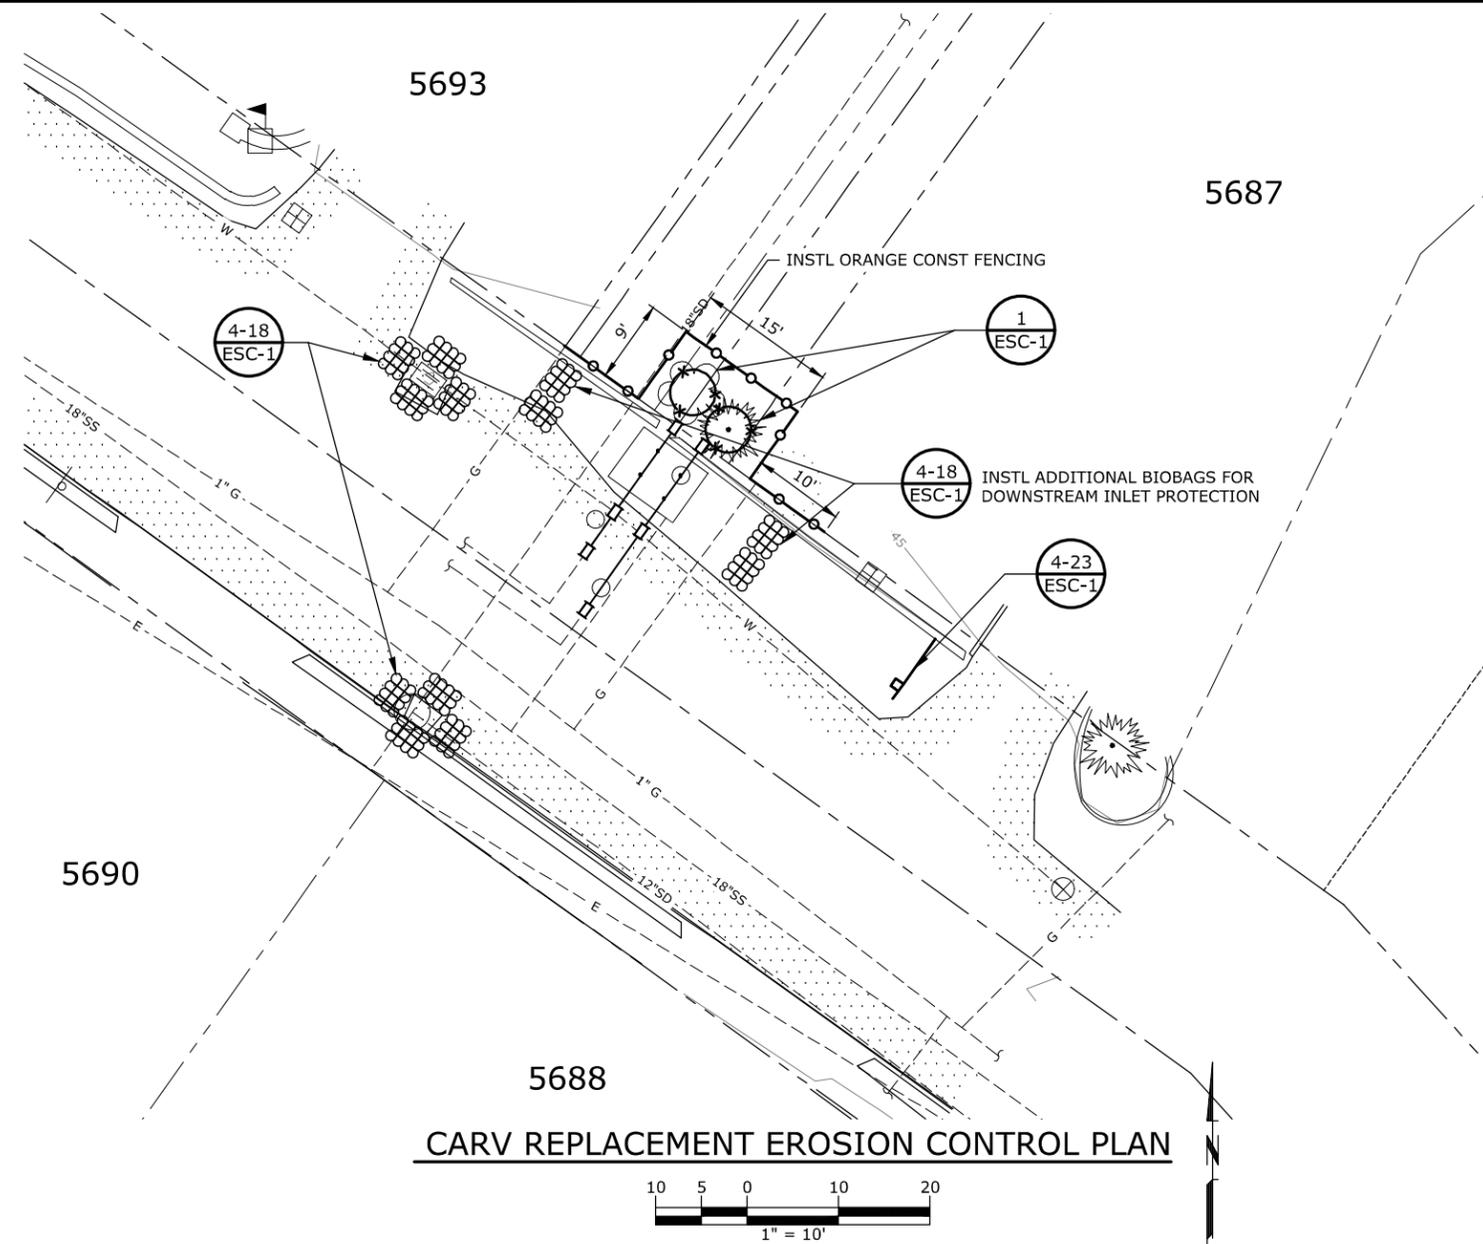 5693
5687
INSTL ORANGE CONST FENCING
8"SD
15'
9'
1
ESC-1
4-18
ESC-1
W
18"SS
G
1" G
10'
4-18
ESC-1
INSTL ADDITIONAL BIOBAGS FOR
DOWNSTREAM INLET PROTECTION
45
4-23
ESC-1
E
W
G
1" G
5690
12"SD
18"SS
E
G
5688
CARV REPLACEMENT EROSION CONTROL PLAN
N
10 5 0 10 20
1" = 10'